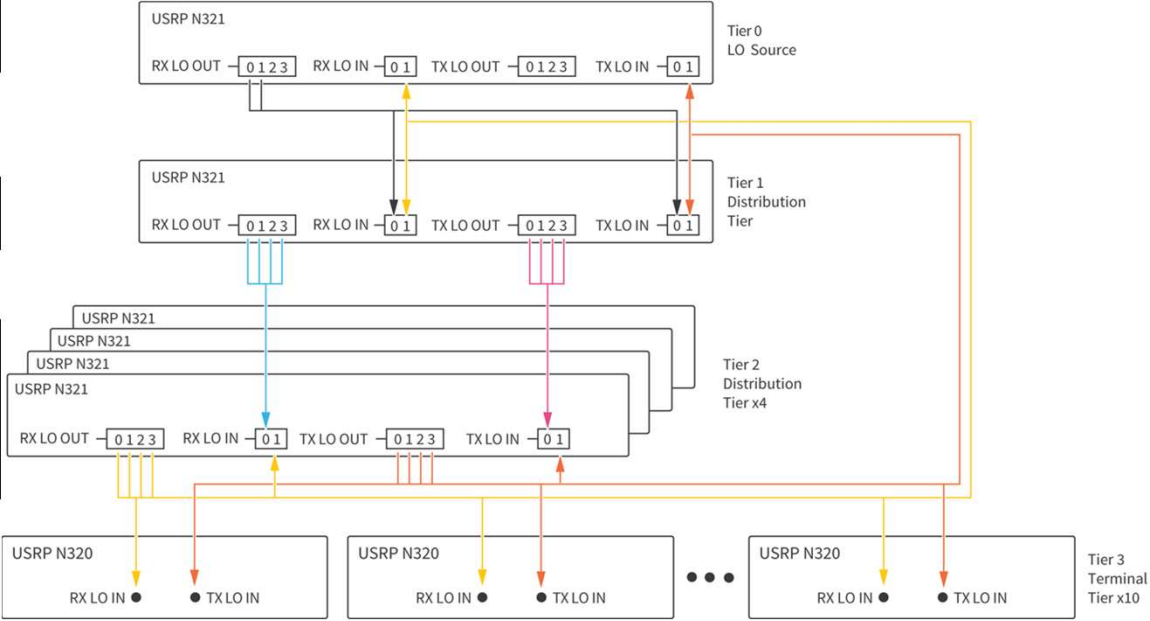 USRP N321
RX LO OUT 0 1 2 3 RX LO IN 0 1 TX LO OUT 0 1 2 3 TX LO IN 0 1
Tier 0
LO Source
USRP N321
RX LO OUT 0 1 2 3 RX LO IN 0 1 TX LO OUT 0 1 2 3 TX LO IN 0 1
Tier 1
Distribution
Tier
USRP N321
USRP N321
USRP N321
USRP N321
RX LO OUT 0 1 2 3 RX LO IN 0 1 TX LO OUT 0 1 2 3 TX LO IN 0 1
Tier 2
Distribution
Tier x4
USRP N320
RX LO IN TX LO IN
USRP N320
RX LO IN TX LO IN
USRP N320
RX LO IN TX LO IN
Tier 3
Terminal
Tier x10